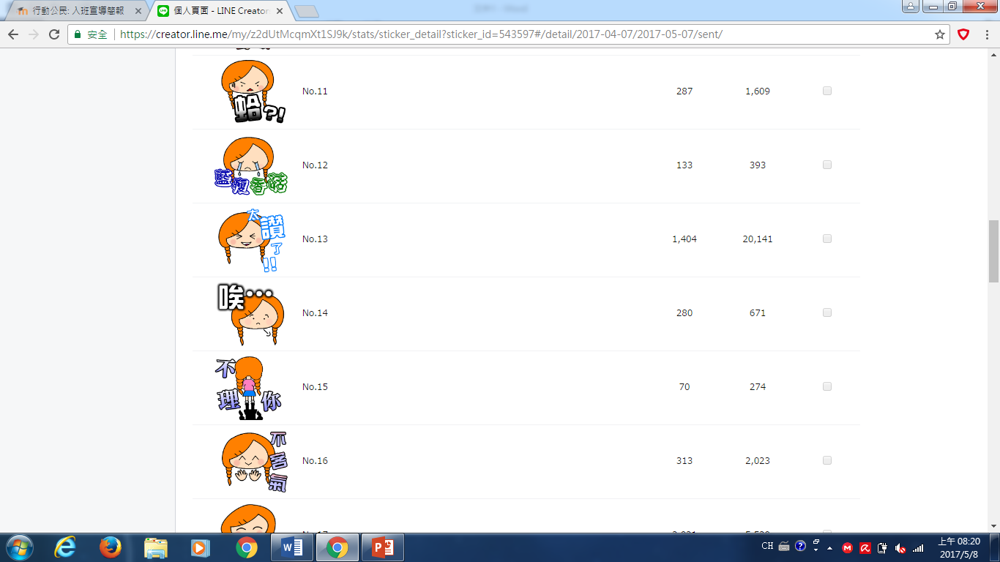 行動公民: 入班宣導簡報
個人頁面 - LINE Creator
安全 https://creator.line.me/my/z2dUtMcqmXt1SJ9k/stats/sticker_detail?sticker_id=543597#/detail/2017-04-07/2017-05-07/sent/
蛤?! No.11 287 1,609
藍瘦香菇 No.12 133 393
太讚了!! No.13 1,404 20,141
唉… No.14 280 671
不理你 No.15 70 274
不客氣 No.16 313 2,023
CH
上午 08:20
2017/5/8